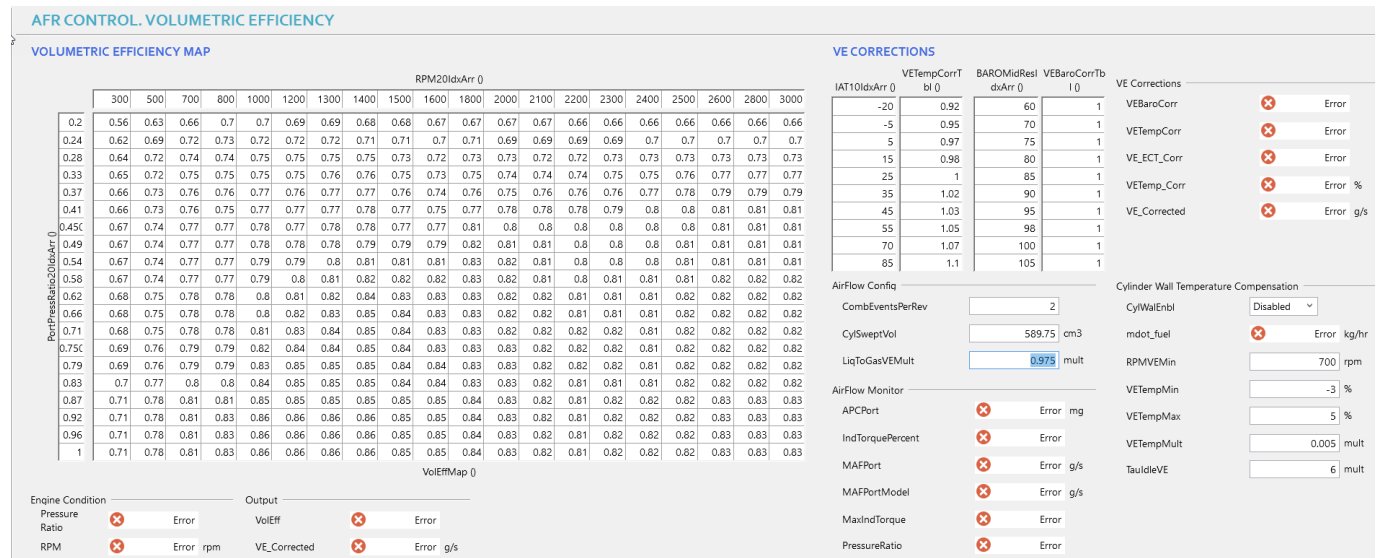 AFR CONTROL. VOLUMETRIC EFFICIENCY
VOLUMETRIC EFFICIENCY MAP
RPM20IdxArr ()
300 500 700 800 1000 1200 1300 1400 1500 1600 1800 2000 2100 2200 2300 2400 2500 2600 2800 3000
0.2 0.56 0.63 0.66 0.7 0.7 0.69 0.69 0.68 0.68 0.67 0.67 0.67 0.67 0.66 0.66 0.66 0.66 0.66 0.66 0.66
0.24 0.62 0.69 0.72 0.73 0.72 0.72 0.72 0.71 0.71 0.7 0.71 0.69 0.69 0.69 0.69 0.7 0.7 0.7 0.7 0.7
0.28 0.64 0.72 0.74 0.74 0.75 0.75 0.75 0.75 0.73 0.72 0.73 0.73 0.72 0.72 0.73 0.73 0.73 0.73 0.73 0.73
0.33 0.65 0.72 0.75 0.75 0.75 0.75 0.76 0.76 0.75 0.73 0.75 0.74 0.74 0.74 0.75 0.75 0.76 0.77 0.77 0.77
0.37 0.66 0.73 0.76 0.76 0.77 0.76 0.77 0.77 0.76 0.74 0.76 0.75 0.76 0.76 0.76 0.77 0.78 0.79 0.79 0.79
0.41 0.66 0.73 0.76 0.75 0.77 0.77 0.77 0.78 0.77 0.75 0.77 0.78 0.78 0.78 0.79 0.8 0.8 0.81 0.81 0.81
0.450 0.67 0.74 0.77 0.77 0.78 0.77 0.78 0.78 0.77 0.77 0.81 0.8 0.8 0.8 0.8 0.8 0.8 0.81 0.81 0.81
0.49 0.67 0.74 0.77 0.77 0.78 0.78 0.78 0.79 0.79 0.79 0.82 0.81 0.81 0.8 0.8 0.8 0.81 0.81 0.81 0.81
0.54 0.67 0.74 0.77 0.77 0.79 0.79 0.8 0.81 0.81 0.81 0.83 0.82 0.81 0.8 0.8 0.8 0.81 0.81 0.81 0.81
0.58 0.67 0.74 0.77 0.77 0.79 0.8 0.81 0.82 0.82 0.82 0.83 0.82 0.81 0.8 0.81 0.81 0.81 0.82 0.82 0.82
0.62 0.68 0.75 0.78 0.78 0.8 0.81 0.82 0.84 0.83 0.83 0.83 0.82 0.82 0.81 0.81 0.81 0.82 0.82 0.82 0.82
0.66 0.68 0.75 0.78 0.78 0.8 0.82 0.83 0.85 0.84 0.83 0.83 0.82 0.82 0.81 0.81 0.81 0.82 0.82 0.82 0.82
0.71 0.68 0.75 0.78 0.78 0.81 0.83 0.84 0.85 0.84 0.83 0.83 0.83 0.82 0.82 0.82 0.81 0.82 0.82 0.82 0.82
0.750 0.69 0.76 0.79 0.79 0.82 0.84 0.84 0.85 0.84 0.83 0.83 0.83 0.82 0.82 0.82 0.81 0.82 0.82 0.82 0.82
0.79 0.69 0.76 0.79 0.79 0.83 0.85 0.85 0.85 0.84 0.84 0.83 0.83 0.82 0.82 0.82 0.82 0.82 0.82 0.82 0.82
0.83 0.7 0.77 0.8 0.8 0.84 0.85 0.85 0.85 0.84 0.84 0.83 0.83 0.82 0.81 0.81 0.81 0.82 0.82 0.82 0.82
0.87 0.71 0.78 0.81 0.81 0.85 0.85 0.85 0.85 0.85 0.85 0.84 0.83 0.82 0.81 0.82 0.82 0.82 0.83 0.83 0.83
0.92 0.71 0.78 0.81 0.83 0.86 0.86 0.86 0.86 0.85 0.85 0.84 0.83 0.82 0.81 0.82 0.82 0.82 0.82 0.83 0.83
0.96 0.71 0.78 0.81 0.83 0.86 0.86 0.86 0.86 0.85 0.85 0.84 0.83 0.82 0.81 0.82 0.82 0.82 0.83 0.83 0.83
1 0.71 0.78 0.81 0.83 0.86 0.86 0.86 0.86 0.85 0.85 0.84 0.83 0.82 0.81 0.82 0.82 0.82 0.83 0.83 0.83
PortPressRatio20IdxArr ()
VolEffMap ()
Engine Condition
Pressure
Ratio Error
RPM Error rpm
Output
VolEff Error
VE_Corrected Error g/s
VE CORRECTIONS
IAT10IdxArr () VETempCorrT
bl () BAROMidResI
dxArr () VEBaroCorrTb
l ()
-20 0.92 60 1
-5 0.95 70 1
5 0.97 75 1
15 0.98 80 1
25 1 85 1
35 1.02 90 1
45 1.03 95 1
55 1.05 98 1
70 1.07 100 1
85 1.1 105 1
VE Corrections
VEBaroCorr Error
VETempCorr Error
VE_ECT_Corr Error
VETemp_Corr Error %
VE_Corrected Error g/s
AirFlow Config
CombEventsPerRev 2
CylSweptVol 589.75 cm3
LiqToGasVEMult 0.975 mult
AirFlow Monitor
APCPort Error mg
IndTorquePercent Error
MAFPort Error g/s
MAFPortModel Error g/s
MaxIndTorque Error
PressureRatio Error
Cylinder Wall Temperature Compensation
CylWalEnbl Disabled
mdot_fuel Error kg/hr
RPMVEMin 700 rpm
VETempMin -3 %
VETempMax 5 %
VETempMult 0.005 mult
TauIdleVE 6 mult